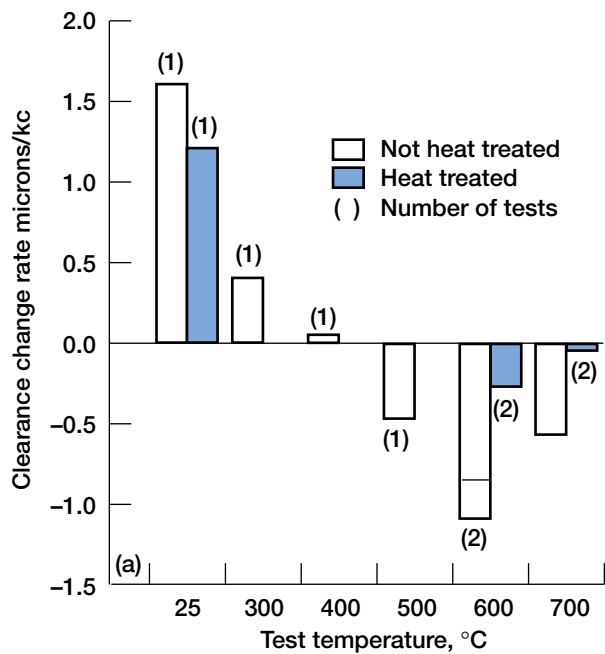 Clearance change rate microns/kc
2.0
1.5
1.0
0.5
0.0
–0.5
–1.0
–1.5
(1)
(1)
(1)
(1)
(1)
(2)
(2)
(2)
Not heat treated
Heat treated
( ) Number of tests
(a)
25 300 400 500 600 700
Test temperature, °C